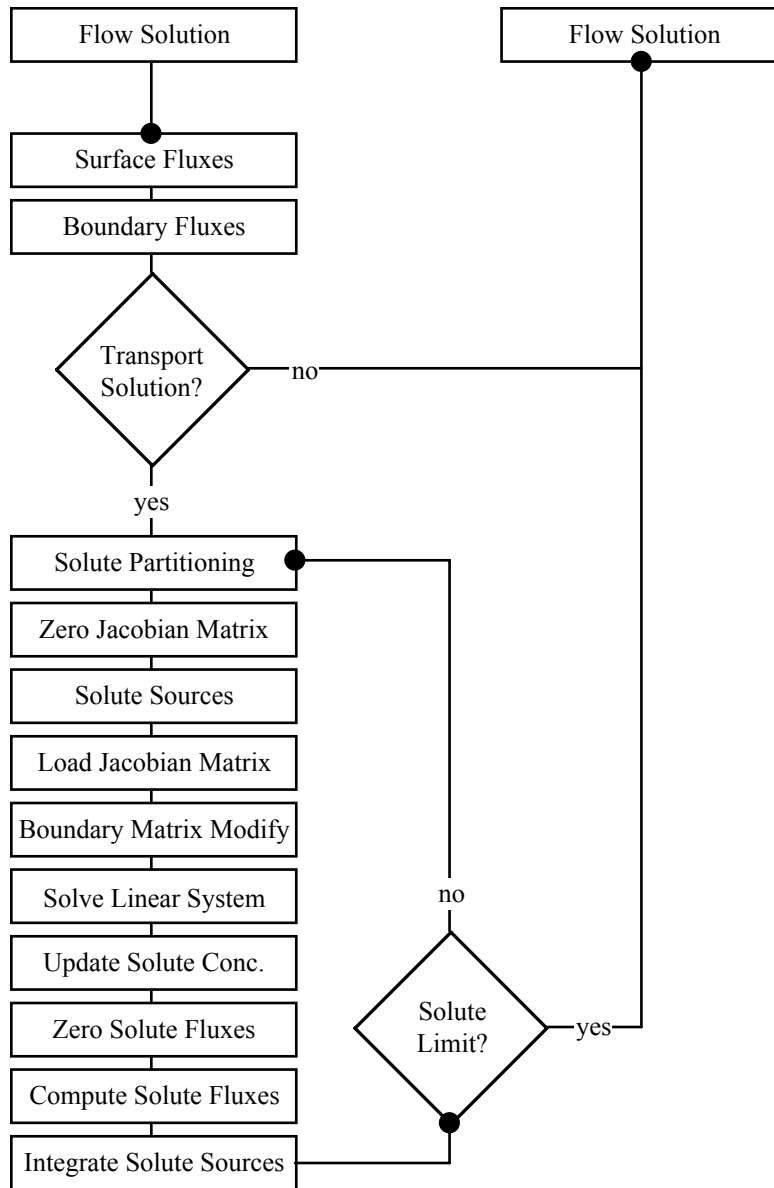 Flow Solution
Flow Solution
Surface Fluxes
Boundary Fluxes
Transport
Solution?
no
yes
Solute Partitioning
Zero Jacobian Matrix
Solute Sources
Load Jacobian Matrix
Boundary Matrix Modify
Solve Linear System
Update Solute Conc.
Zero Solute Fluxes
Compute Solute Fluxes
Integrate Solute Sources
no
Solute
Limit?
yes